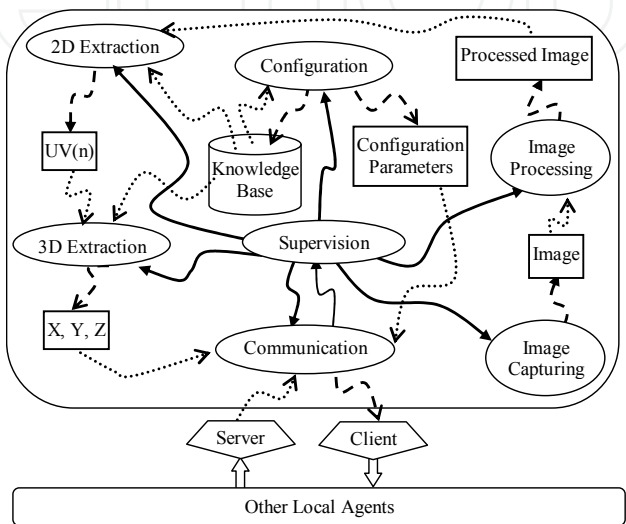 2D Extraction
Configuration
Processed Image
UV(n)
Knowledge
Base
Configuration
Parameters
Image
Processing
3D Extraction
Supervision
Image
X, Y, Z
Communication
Image
Capturing
Server
Client
Other Local Agents